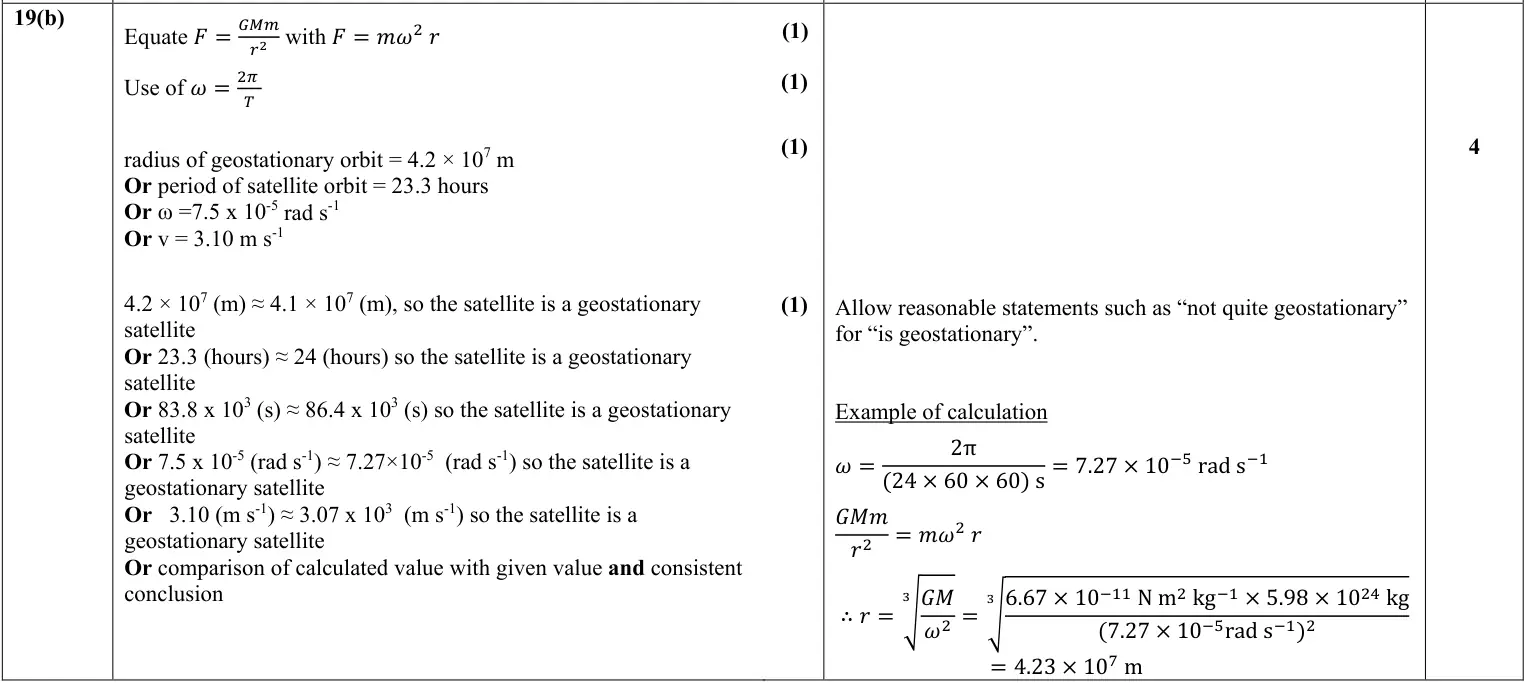 19(b)
Equate 𝐹 = 𝐺𝑀𝑚/𝑟² with 𝐹 = 𝑚𝜔² 𝑟 (1)
Use of 𝜔 = 2𝜋/𝑇 (1)
radius of geostationary orbit = 4.2 × 10⁷ m (1)
Or period of satellite orbit = 23.3 hours
Or ω =7.5 x 10⁻⁵ rad s⁻¹
Or v = 3.10 m s⁻¹
4.2 × 10⁷ (m) ≈ 4.1 × 10⁷ (m), so the satellite is a geostationary (1)
satellite
Or 23.3 (hours) ≈ 24 (hours) so the satellite is a geostationary
satellite
Or 83.8 x 10³ (s) ≈ 86.4 x 10³ (s) so the satellite is a geostationary
satellite
Or 7.5 x 10⁻⁵ (rad s⁻¹) ≈ 7.27×10⁻⁵ (rad s⁻¹) so the satellite is a
geostationary satellite
Or 3.10 (m s⁻¹) ≈ 3.07 x 10³ (m s⁻¹) so the satellite is a
geostationary satellite
Or comparison of calculated value with given value and consistent
conclusion
Allow reasonable statements such as “not quite geostationary”
for “is geostationary”.
Example of calculation
𝜔 = 2π/((24 × 60 × 60) s) = 7.27 × 10⁻⁵ rad s⁻¹
𝐺𝑀𝑚/𝑟² = 𝑚𝜔² 𝑟
∴ 𝑟 = ∛(𝐺𝑀/𝜔²) = ∛((6.67 × 10⁻¹¹ N m² kg⁻¹ × 5.98 × 10²⁴ kg)/(7.27 × 10⁻⁵rad s⁻¹)²)
= 4.23 × 10⁷ m
4